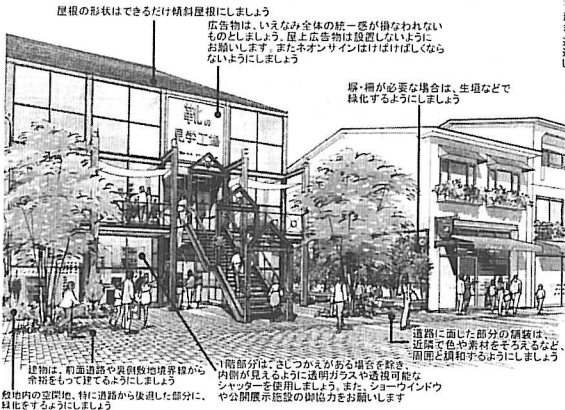 屋根の形状はできるだけ傾斜屋根にしましょう
広告物は、いえなみ全体の統一感が損なわれない
ものとしましょう。屋上広告物は設置しないように
お願いします。またネオンサインはけばけばしくなら
ないようにしましょう
塀・柵が必要な場合は、生垣などで
緑化するようにしましょう
靴の
見学工場
道路に面した部分の舗装は、
近隣で色や素材をそろえるなど、
周囲と調和するようにしましょう
建物は、前面道路や裏側敷地境界線から
余裕をもって建てるようにしましょう
1階部分は、さしつかえがある場合を除き、
内側が見えるように透明ガラスや透視可能な
シャッターを使用しましょう。また、ショーウインドウ
や公開展示施設の御協力をお願いします
敷地内の空閑地、特に道路から後退した部分に、
緑化をするようにしましょう